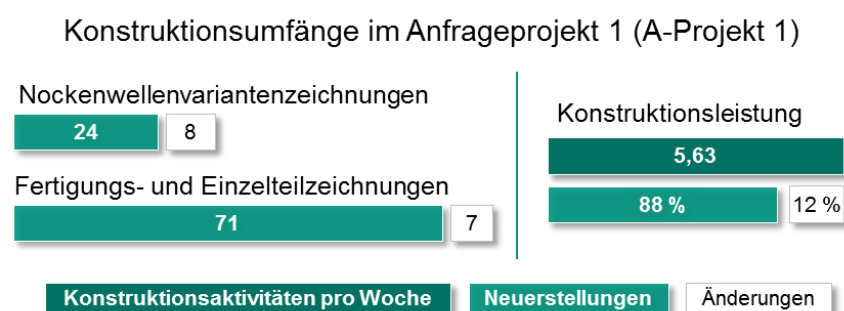 Konstruktionsumfänge im Anfrageprojekt 1 (A-Projekt 1)
Nockenwellenvariantenzeichnungen
24 8
Fertigungs- und Einzelteilzeichnungen
71 7
Konstruktionsleistung
5,63
88 % 12 %
Konstruktionsaktivitäten pro Woche Neuerstellungen Änderungen